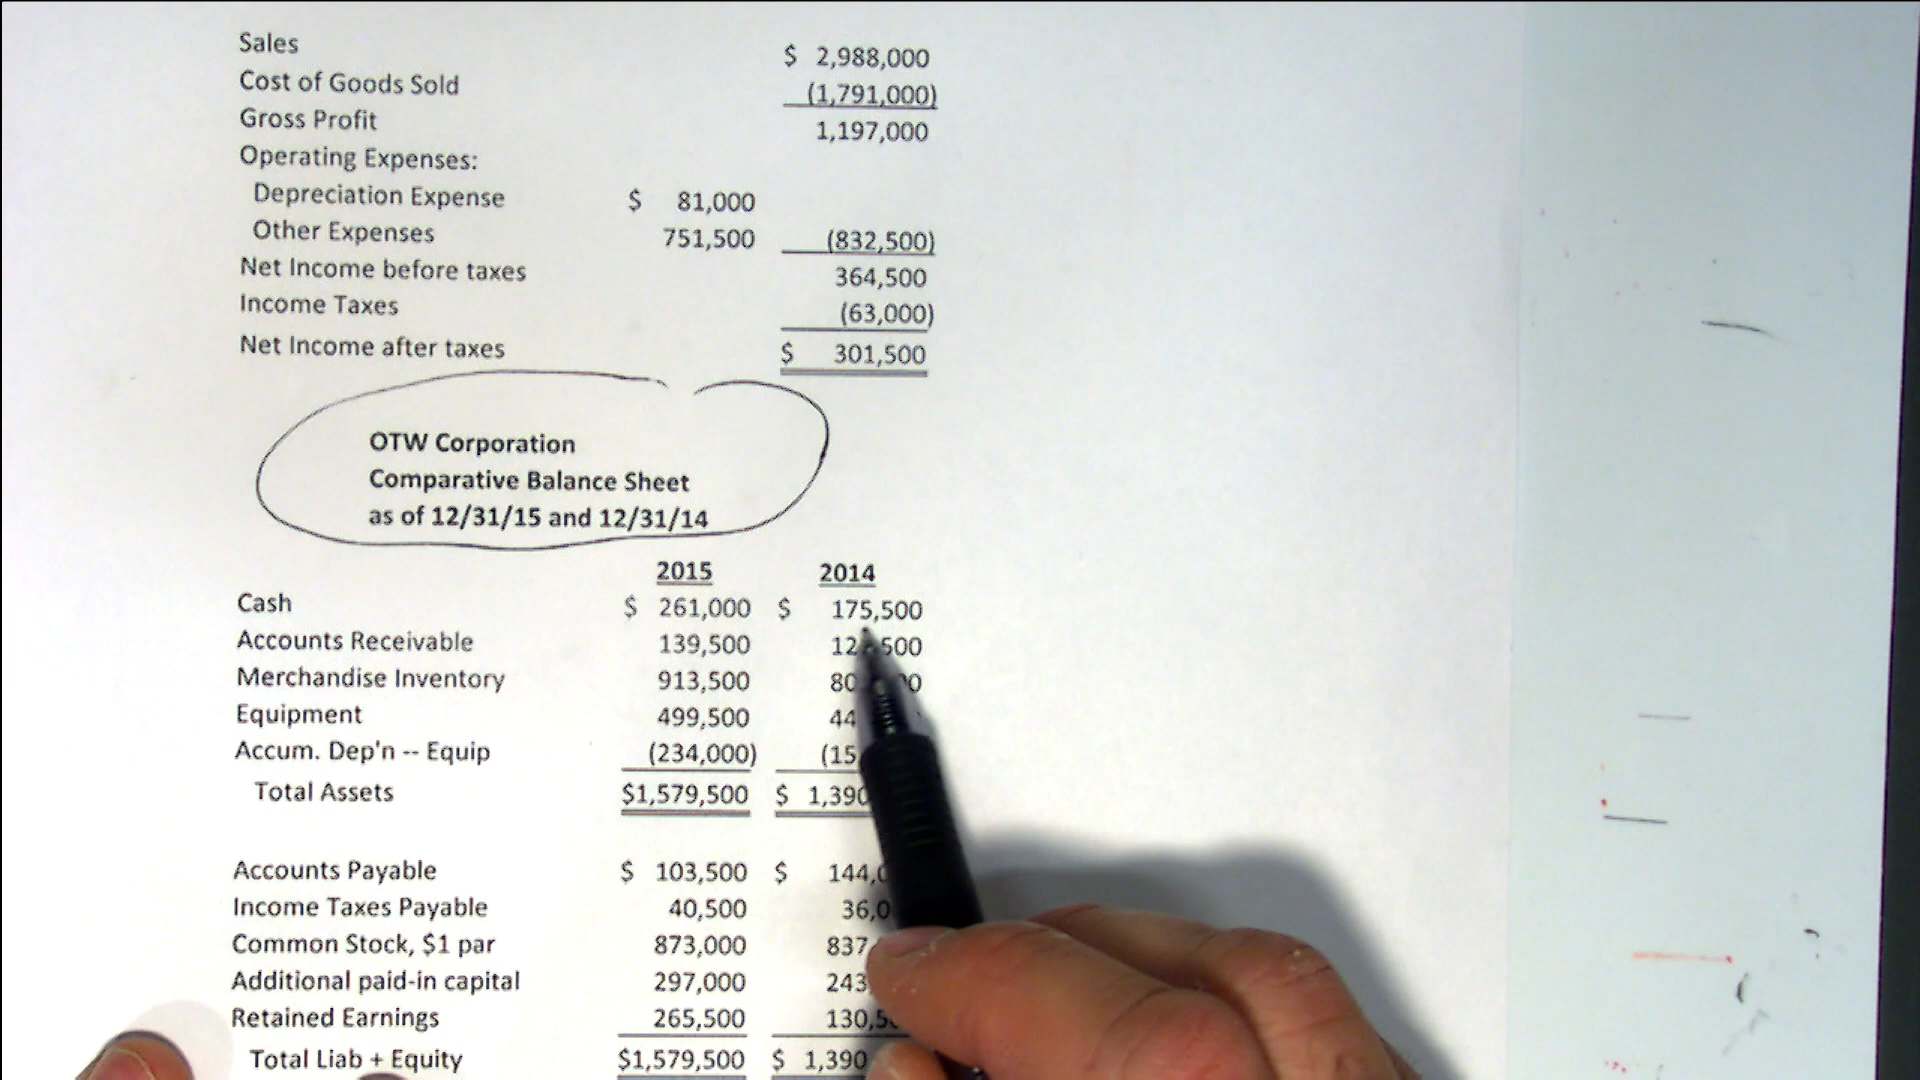 Sales $ 2,988,000
Cost of Goods Sold (1,791,000)
Gross Profit 1,197,000
Operating Expenses:
Depreciation Expense $ 81,000
Other Expenses 751,500 (832,500)
Net Income before taxes 364,500
Income Taxes (63,000)
Net Income after taxes $ 301,500
OTW Corporation
Comparative Balance Sheet
as of 12/31/15 and 12/31/14
2015 2014
Cash $ 261,000 $ 175,500
Accounts Receivable 139,500
Merchandise Inventory 913,500
Equipment 499,500
Accum. Dep'n -- Equip (234,000)
Total Assets $1,579,500 $
Accounts Payable $ 103,500 $
Income Taxes Payable 40,500
Common Stock, $1 par 873,000
Additional paid-in capital 297,000
Retained Earnings 265,500
Total Liab + Equity $1,579,500 $